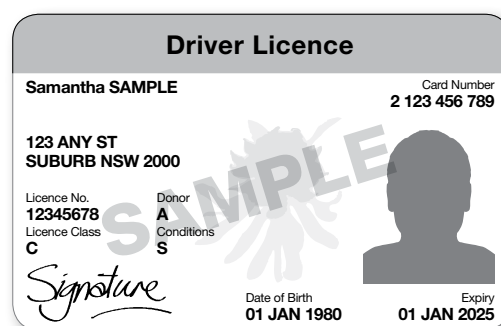 Driver Licence
Samantha SAMPLE
Card Number
2 123 456 789
123 ANY ST
SUBURB NSW 2000
SAMPLE
Licence No.
Donor
12345678
A
Licence Class
Conditions
C
S
Signature
Date of Birth
Expiry
01 JAN 1980
01 JAN 2025